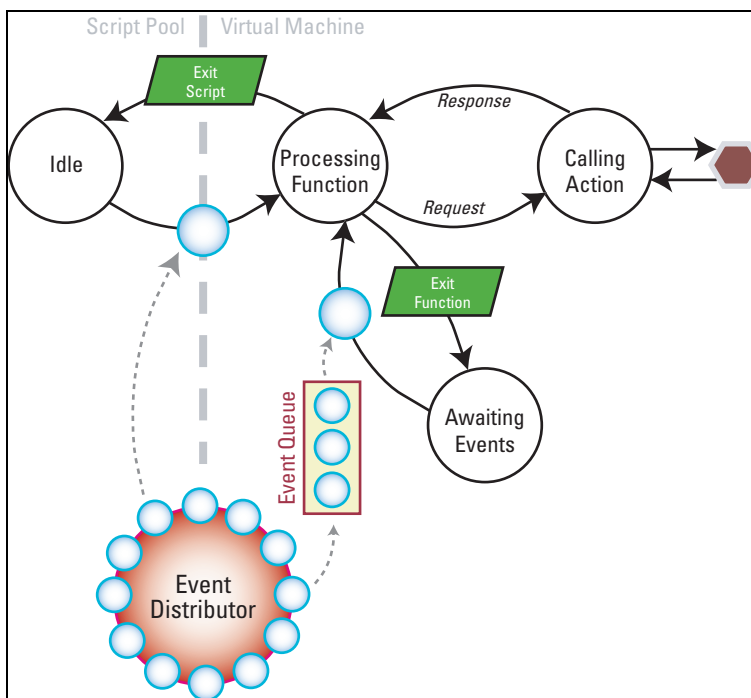 Script Pool
Virtual Machine
Exit
Script
Response
Idle
Processing
Function
Calling
Action
Request
Exit
Function
Event Queue
Awaiting
Events
Event
Distributor